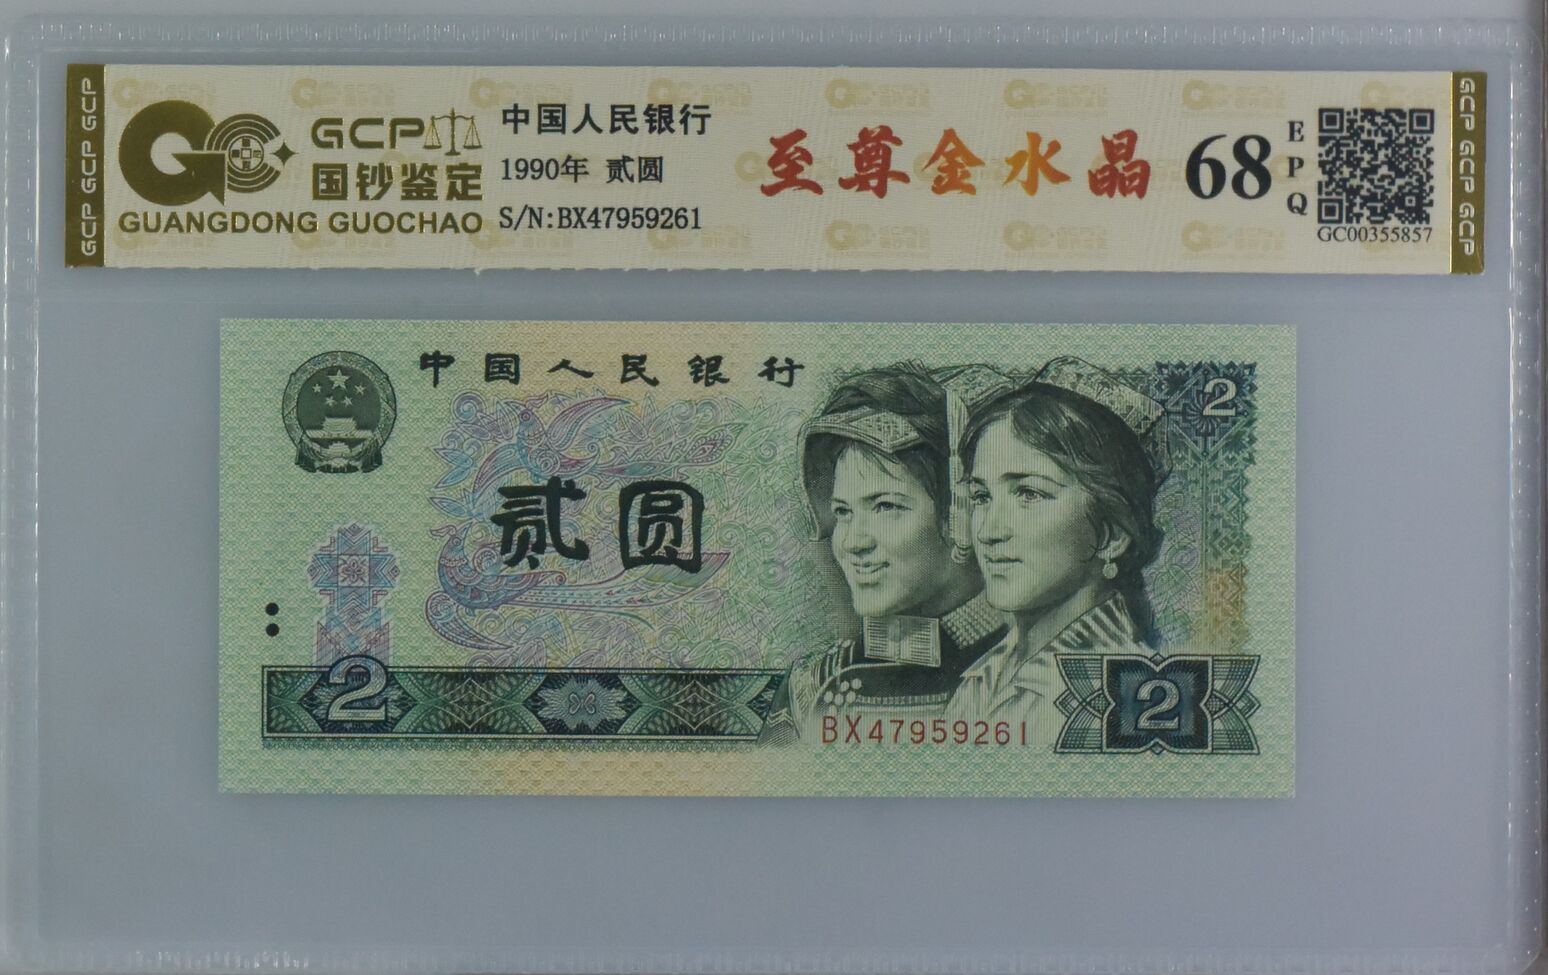 GCP GCP GCP
GCP
国钞鉴定
GUANGDONG GUOCHAO
中国人民银行
1990年 贰圆
S/N:BX47959261
至尊金水晶
68
EPQ
GC00355857
GCP GCP GCP
中国人民银行
2
贰圆
2
BX47959261
2